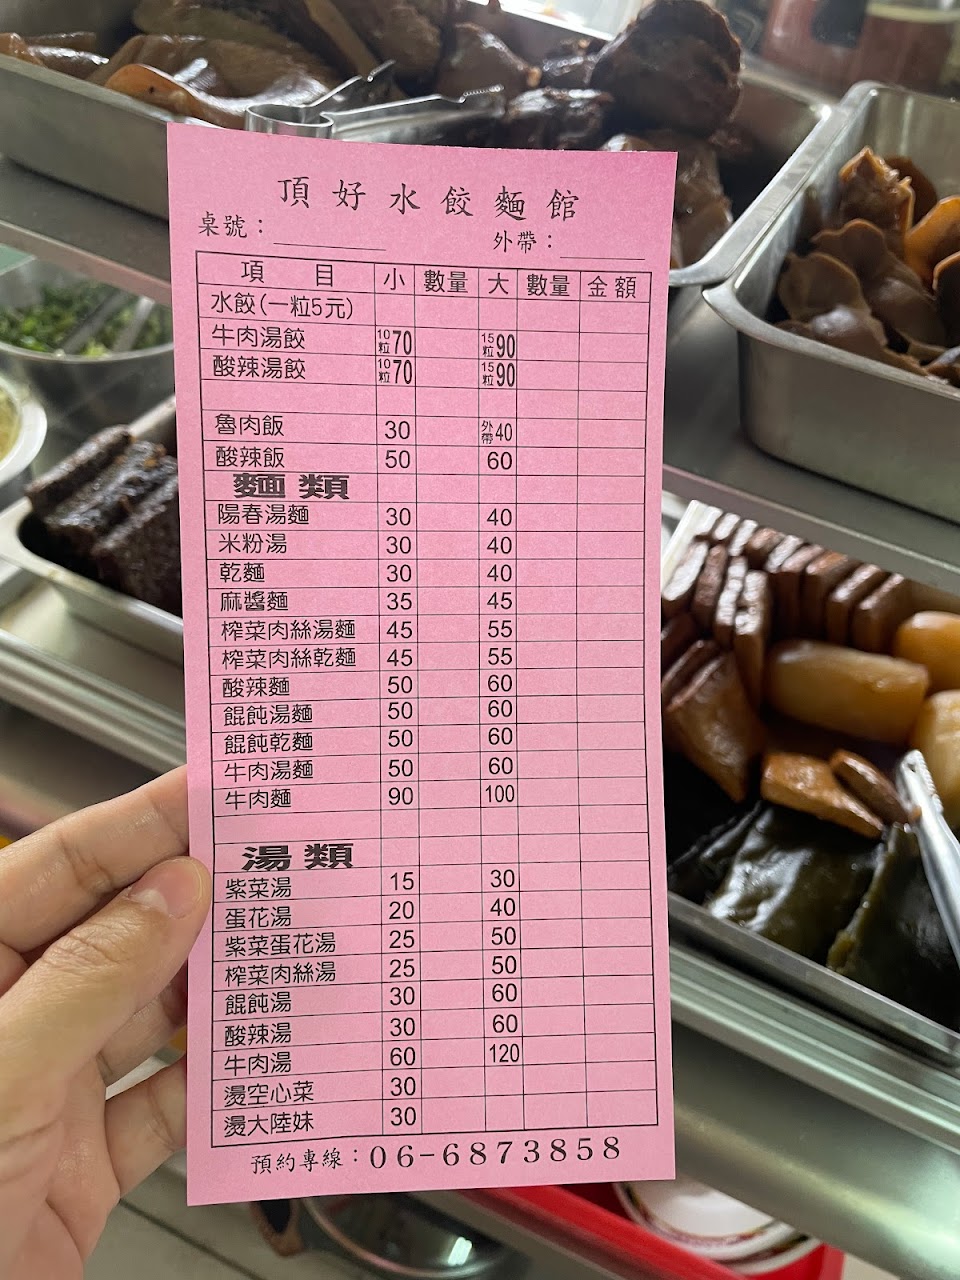 頂好水餃麵館
桌號：
外帶：
項 目 小 數量 大 數量 金額
水餃(一粒5元)
牛肉湯餃 10粒70 15粒90
酸辣湯餃 10粒70 15粒90
魯肉飯 30 外帶40
酸辣飯 50 60
麵類
陽春湯麵 30 40
米粉湯 30 40
乾麵 30 40
麻醬麵 35 45
榨菜肉絲湯麵 45 55
榨菜肉絲乾麵 45 55
酸辣麵 50 60
餛飩湯麵 50 60
餛飩乾麵 50 60
牛肉湯麵 50 60
牛肉麵 90 100
湯類
紫菜湯 15 30
蛋花湯 20 40
紫菜蛋花湯 25 50
榨菜肉絲湯 25 50
餛飩湯 30 60
酸辣湯 30 60
牛肉湯 60 120
燙空心菜 30
燙大陸妹 30
預約專線：06-6873858